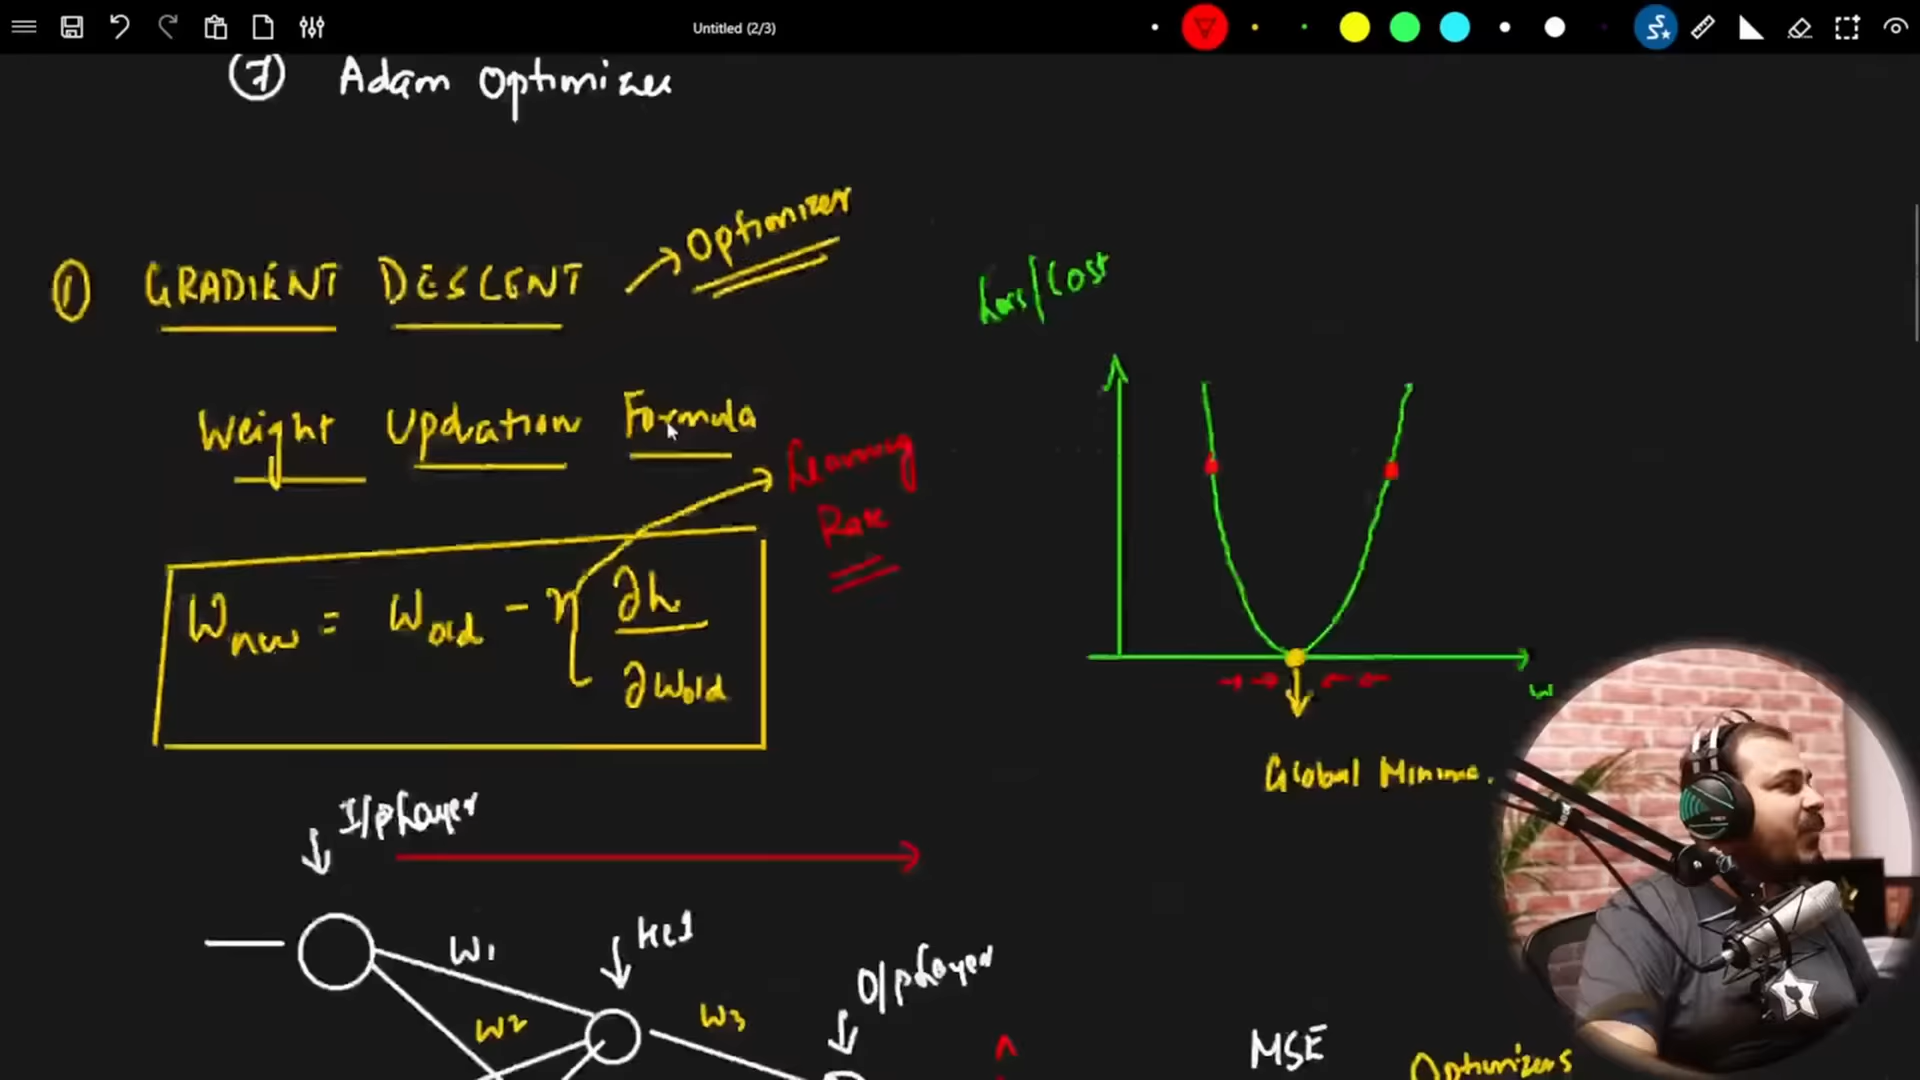 Untitled (2/3)
⑦ Adam Optimizer
① GRADIENT DESCENT → Optimizer
Loss/Cost
Weight Updation Formula
Learning
Rate
Wnew = Wold - η ∂L
∂Wold
w
Global Minima.
I/p Layer
W1
HL1
O/p Layer
W2
W3
MSE
Optimizers